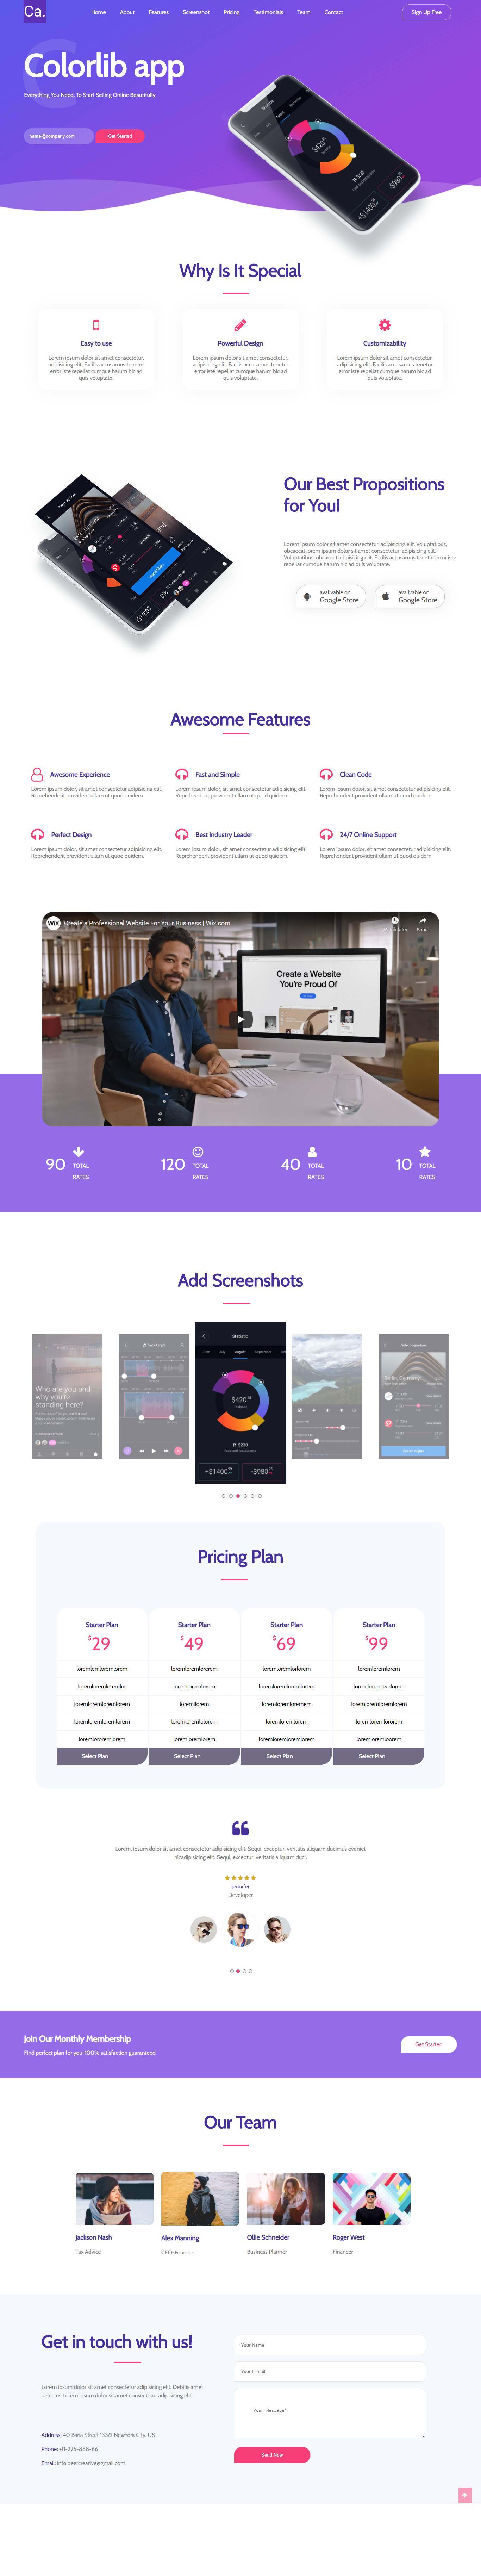 Ca.
Home About Features Screenshot Pricing Testimonials Team Contact
Sign Up Free
Colorlib app
Everything You Need. To Start Selling Online Beautifully
name@company.com
Get Started
Why Is It Special
Easy to use
Lorem ipsum dolor sit amet consectetur,
adipisicing elit. Facilis accusamus tenetur
error iste repellat cumque harum hic ad
quis voluptate.
Powerful Design
Lorem ipsum dolor sit amet consectetur,
adipisicing elit. Facilis accusamus tenetur
error iste repellat cumque harum hic ad
quis voluptate.
Customizability
Lorem ipsum dolor sit amet consectetur,
adipisicing elit. Facilis accusamus tenetur
error iste repellat cumque harum hic ad
quis voluptate.
Our Best Propositions
for You!
Lorem ipsum dolor sit amet consectetur, adipisicing elit. Voluptatibus,
obcaecati.Lorem ipsum dolor sit amet consectetur, adipisicing elit.
Voluptatibus, obcaecatiadipisicing elit. Facilis accusamus tenetur error iste
repellat cumque harum hic ad quis voluptate.
avalivable on
Google Store
avalivable on
Google Store
Awesome Features
Awesome Experience
Lorem ipsum dolor, sit amet consectetur adipisicing elit.
Reprehenderit provident ullam ut quod quidem.
Fast and Simple
Lorem ipsum dolor, sit amet consectetur adipisicing elit.
Reprehenderit provident ullam ut quod quidem.
Clean Code
Lorem ipsum dolor, sit amet consectetur adipisicing elit.
Reprehenderit provident ullam ut quod quidem.
Perfect Design
Lorem ipsum dolor, sit amet consectetur adipisicing elit.
Reprehenderit provident ullam ut quod quidem.
Best Industry Leader
Lorem ipsum dolor, sit amet consectetur adipisicing elit.
Reprehenderit provident ullam ut quod quidem.
24/7 Online Support
Lorem ipsum dolor, sit amet consectetur adipisicing elit.
Reprehenderit provident ullam ut quod quidem.
WIX Create a Professional Website For Your Business | Wix.com
Share
Create a Website
You're Proud Of
90 TOTAL
RATES
120 TOTAL
RATES
40 TOTAL
RATES
10 TOTAL
RATES
Add Screenshots
Who are you and
why you're
standing here?
Statistic
June July August September
$420
balance
$230
+$1400
-$980
Pricing Plan
Starter Plan
$29
loremlemloremlorem
loremloremloremlor
loremloremloremlorem
loremloremloremlorem
loremlororemlorem
Select Plan
Starter Plan
$49
loremloremlorerem
loremloremlorem
loremllorem
loremloremlolorem
loremloremlorem
Select Plan
Starter Plan
$69
loremloremlorlorem
loremloremloremlorem
loremloremloremem
loremloremlorem
loremloremloremlorem
Select Plan
Starter Plan
$99
loremloremlorem
loremloremlemlorem
loremloremloremlorem
loremloremlororem
loremloremloorem
Select Plan
Lorem, ipsum dolor sit amet consectetur adipisicing elit. Sequi, excepturi veritatis aliquam ducimus eveniet
hicadipisicing elit. Sequi, excepturi veritatis aliquam duci.
Jennifer
Developer
Join Our Monthly Membership
Find perfect plan for you-100% satisfaction guaranteed
Get Started
Our Team
Jackson Nash
Tax Advice
Alex Manning
CEO-Founder
Ollie Schneider
Business Planner
Roger West
Financer
Get in touch with us!
Lorem ipsum dolor sit amet consectetur adipisicing elit. Debitis amet
delectus.Lorem ipsum dolor sit amet consectetur adipisicing elit.
Address: 40 Baria Street 133/2 NewYork City. US
Phone: +11-225-888-66
Email: info.deercreative@gmail.com
Your Name
Your E-mail
Your Message*
Send Now